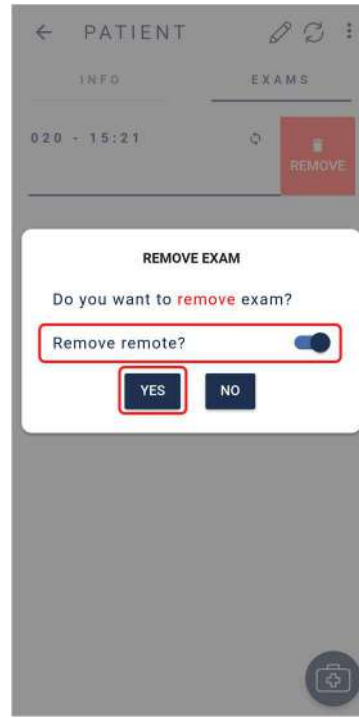 PATIENT
INFO EXAMS
020 - 15:21
REMOVE
REMOVE EXAM
Do you want to remove exam?
Remove remote?
YES NO